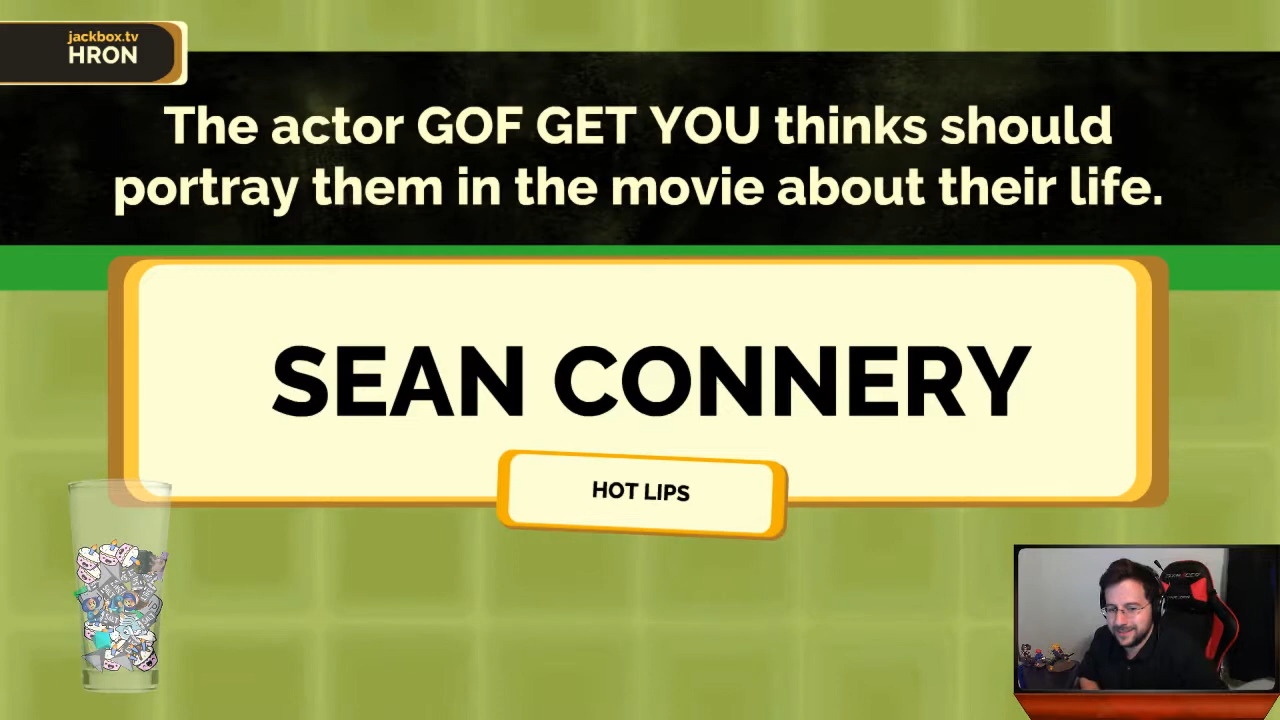 jackbox.tv
HRON
The actor GOF GET YOU thinks should
portray them in the movie about their life.
SEAN CONNERY
HOT LIPS